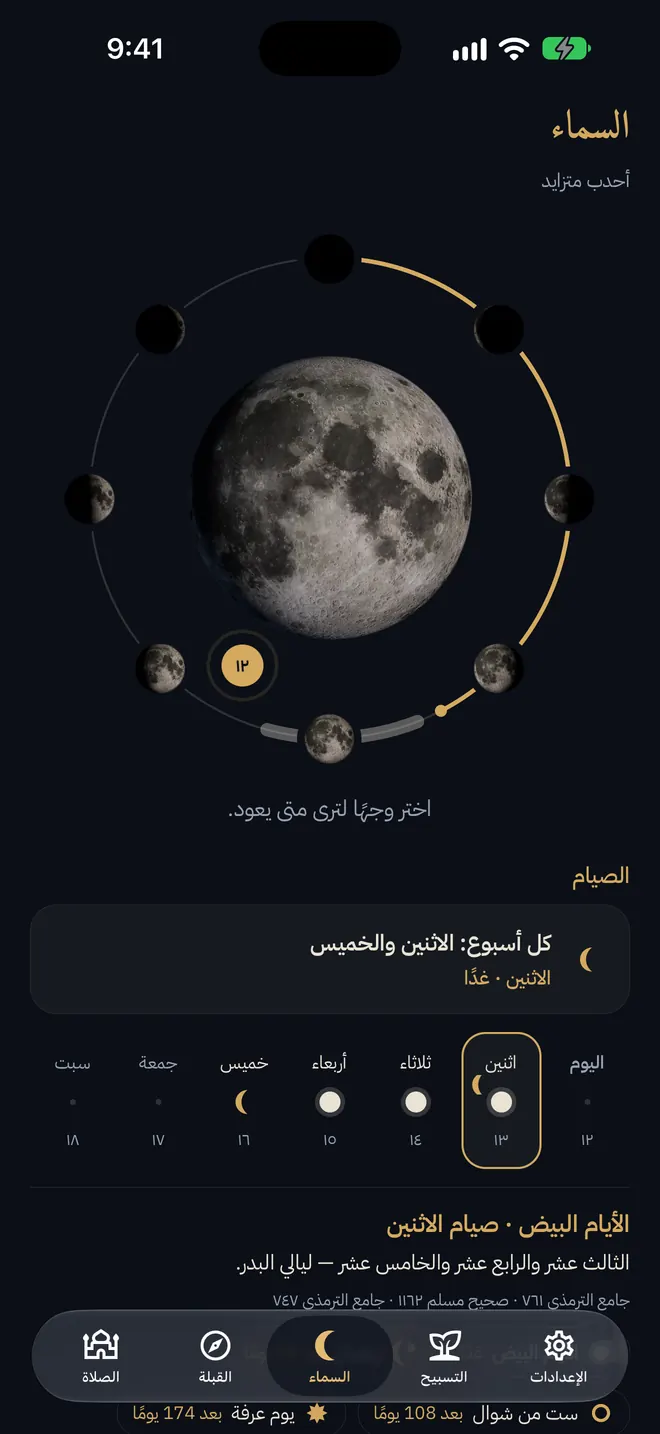 9:41
السماء
أحدب متزايد
١٢
اختر وجهًا لترى متى يعود.
الصيام
كل أسبوع: الاثنين والخميس
الاثنين · غدًا
اليوم اثنين ثلاثاء أربعاء خميس جمعة سبت
١٢ ١٣ ١٤ ١٥ ١٦ ١٧ ١٨
الأيام البيض · صيام الاثنين
الثالث عشر والرابع عشر والخامس عشر — ليالي البدر.
جامع الترمذي ٧٦١ · صحيح مسلم ١١٦٢ · جامع الترمذي ٧٤٧
الإعدادات التسبيح السماء القبلة الصلاة
ست من شوال بعد 108 يومًا يوم عرفة بعد 174 يومًا